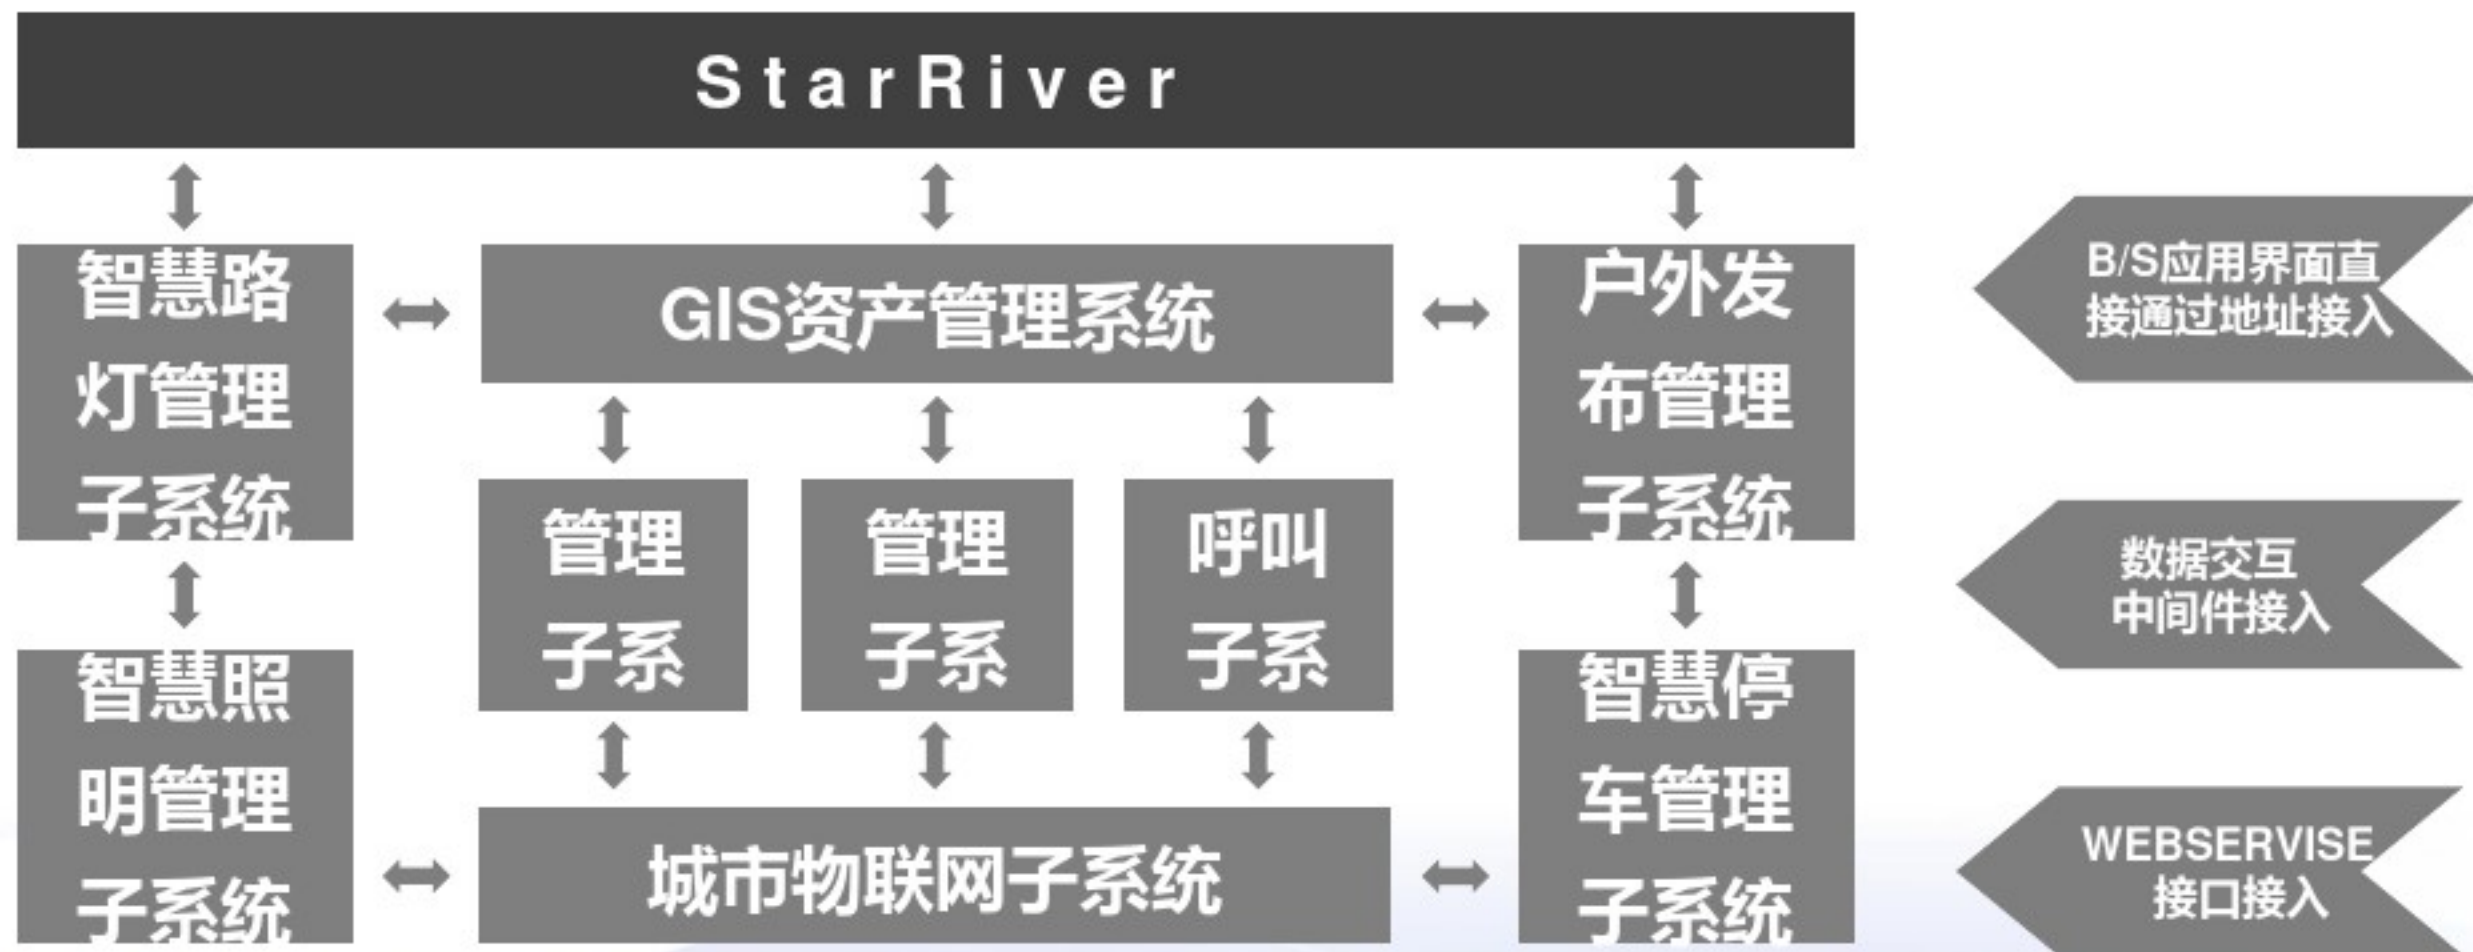 StarRiver
智慧路
灯管理
子系统
GIS资产管理系统
户外发
布管理
子系统
管理
子系
管理
子系
呼叫
子系
智慧照
明管理
子系统
城市物联网子系统
智慧停
车管理
子系统
B/S应用界面直
接通过地址接入
数据交互
中间件接入
WEBSERVISE
接口接入